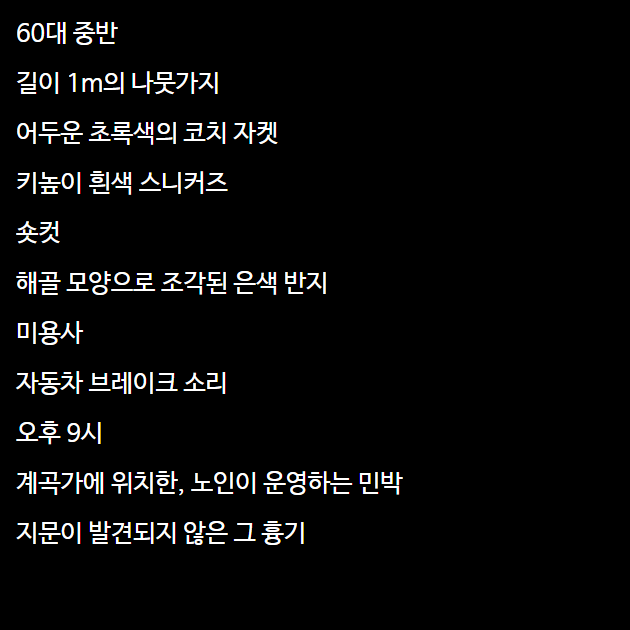 60대 중반
길이 1m의 나뭇가지
어두운 초록색의 코치 자켓
키높이 흰색 스니커즈
숏컷
해골 모양으로 조각된 은색 반지
미용사
자동차 브레이크 소리
오후 9시
계곡가에 위치한, 노인이 운영하는 민박
지문이 발견되지 않은 그 흉기